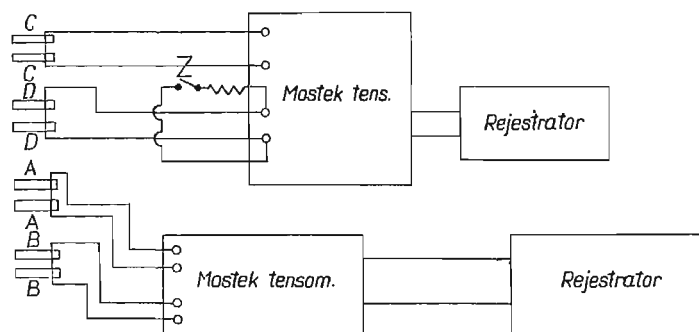 C
C
Z
D
Mostek tens.
Rejestrator
D
A
A
B
Mostek tensom.
Rejestrator
B